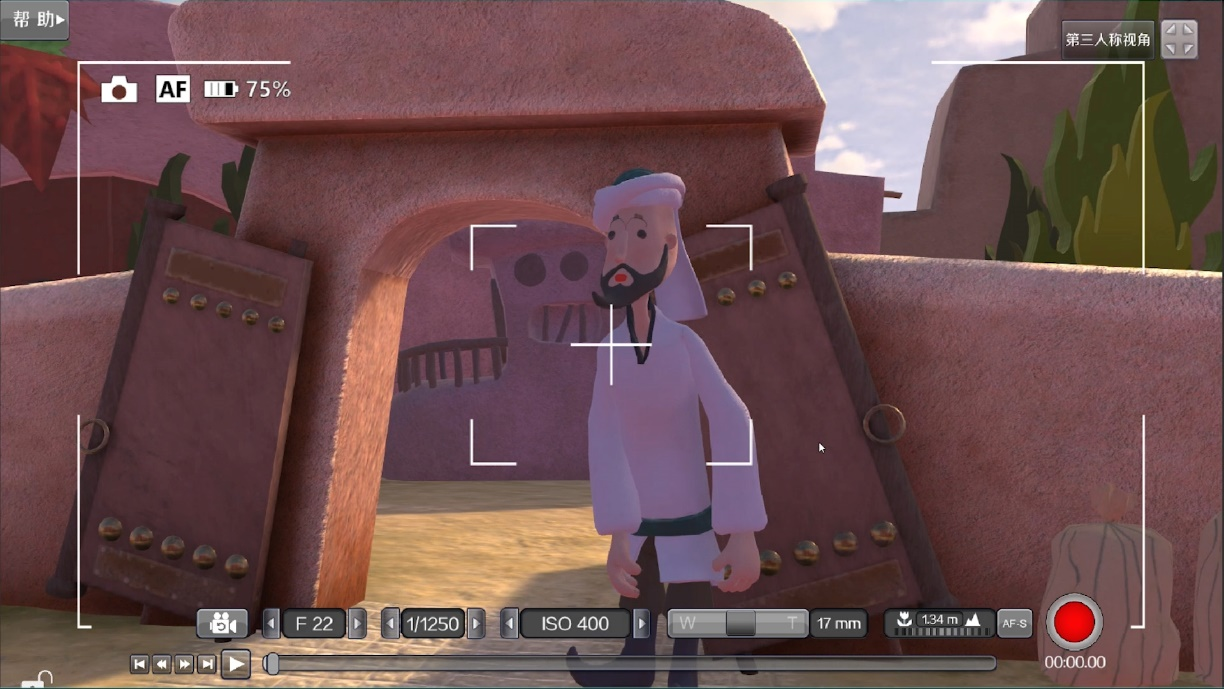 帮 助
第三人称视角
AF 75%
F 22
1/1250
ISO 400
W T
17 mm
1.34 m
AF-S
00:00.00